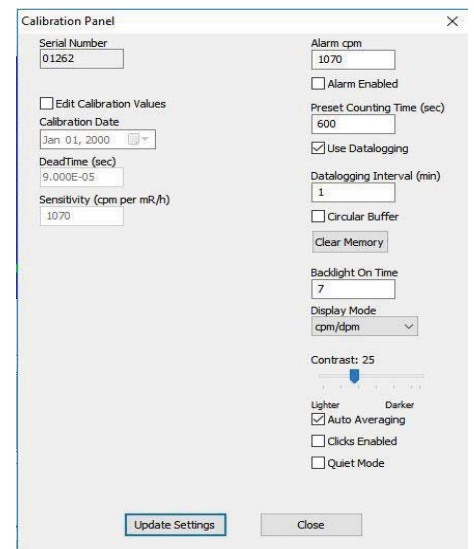 Calibration Panel
Serial Number
01262
Edit Calibration Values
Calibration Date
Jan 01, 2000
DeadTime (sec)
9.000E-05
Sensitivity (cpm per mR/h)
1070
Alarm cpm
1070
Alarm Enabled
Preset Counting Time (sec)
600
Use Datalogging
Datalogging Interval (min)
1
Circular Buffer
Clear Memory
Backlight On Time
7
Display Mode
cpm/dpm
Contrast: 25
Lighter Darker
Auto Averaging
Clicks Enabled
Quiet Mode
Update Settings Close